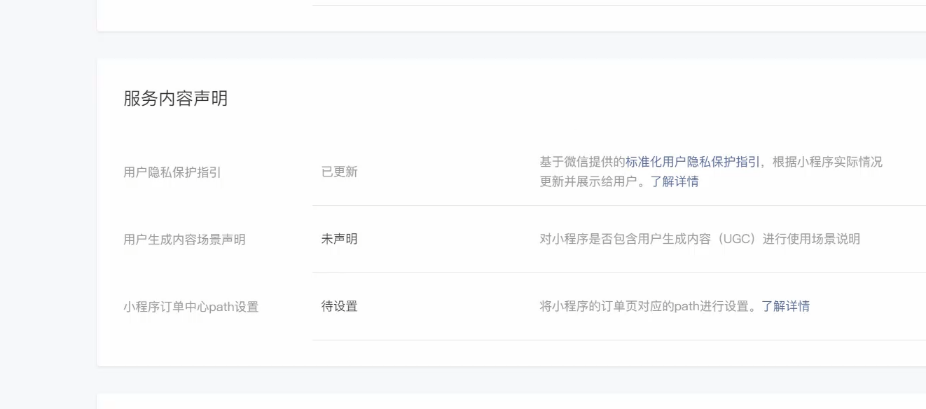 服务内容声明
用户隐私保护指引
已更新
基于微信提供的标准化用户隐私保护指引，根据小程序实际情况
更新并展示给用户。了解详情
用户生成内容场景声明
未声明
对小程序是否包含用户生成内容（UGC）进行使用场景说明
小程序订单中心path设置
待设置
将小程序的订单页对应的path进行设置。了解详情